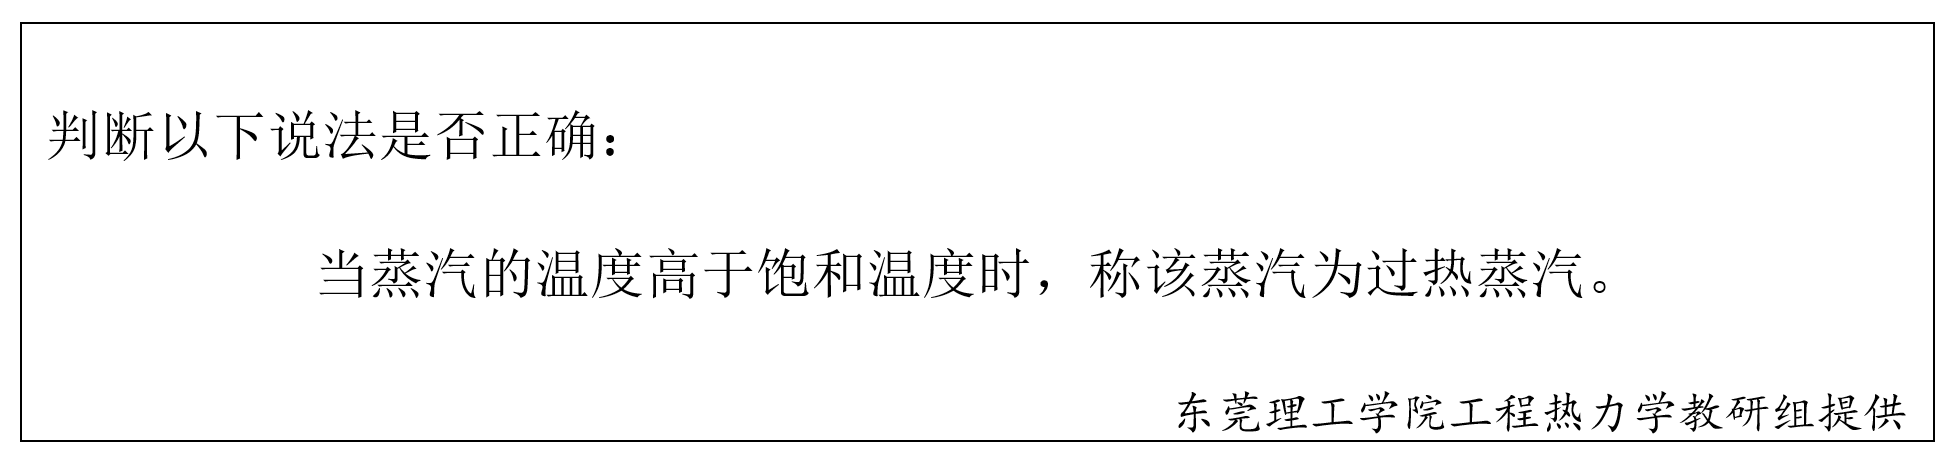 判断以下说法是否正确：
当蒸汽的温度高于饱和温度时，称该蒸汽为过热蒸汽。
东莞理工学院工程热力学教研组提供